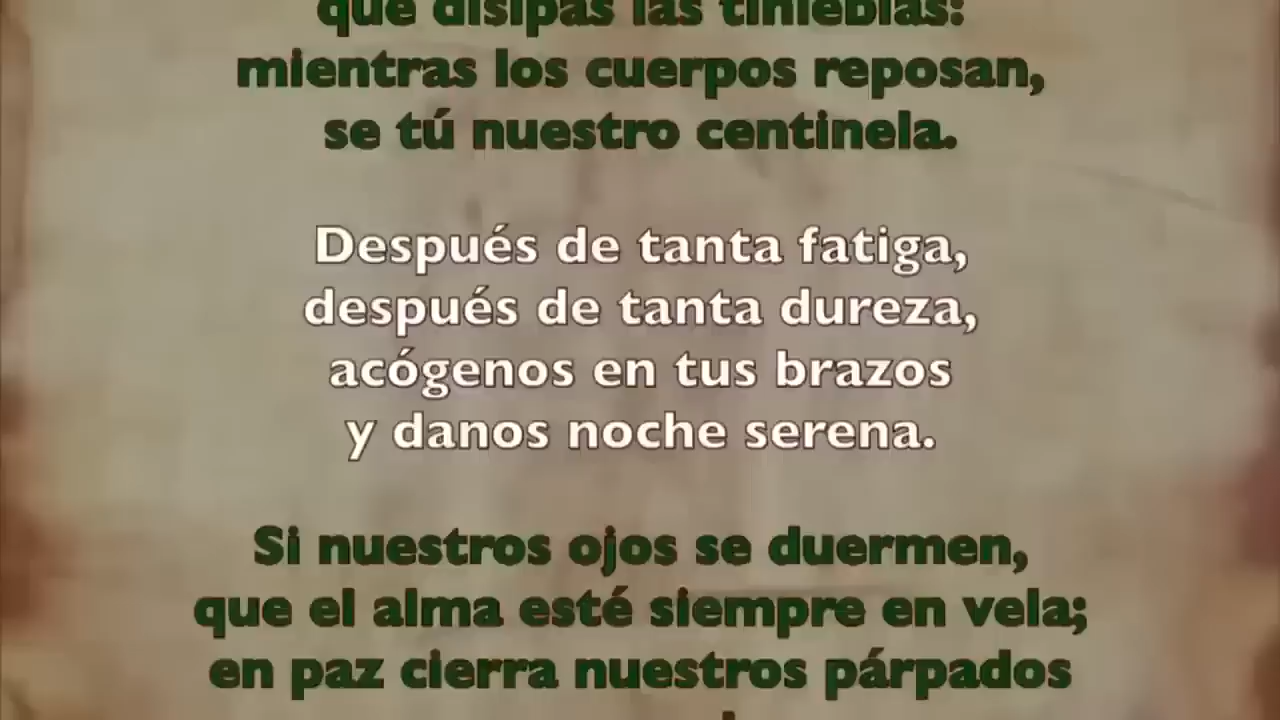 que disipas las tinieblas:
mientras los cuerpos reposan,
se tú nuestro centinela.
Después de tanta fatiga,
después de tanta dureza,
acógenos en tus brazos
y danos noche serena.
Si nuestros ojos se duermen,
que el alma esté siempre en vela;
en paz cierra nuestros párpados